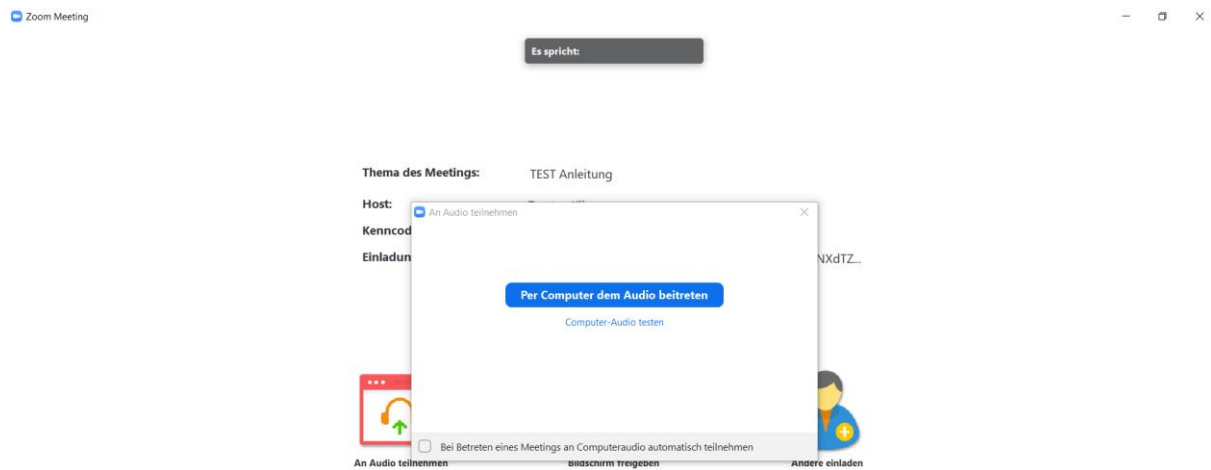 Zoom Meeting
Es spricht:
Thema des Meetings: TEST Anleitung
Host:
An Audio teilnehmen
Kenncod
Einladun NXdTZ...
Per Computer dem Audio beitreten
Computer-Audio testen
Bei Betreten eines Meetings an Computeraudio automatisch teilnehmen
An Audio teilnehmen Bildschirm freigeben Andere einladen